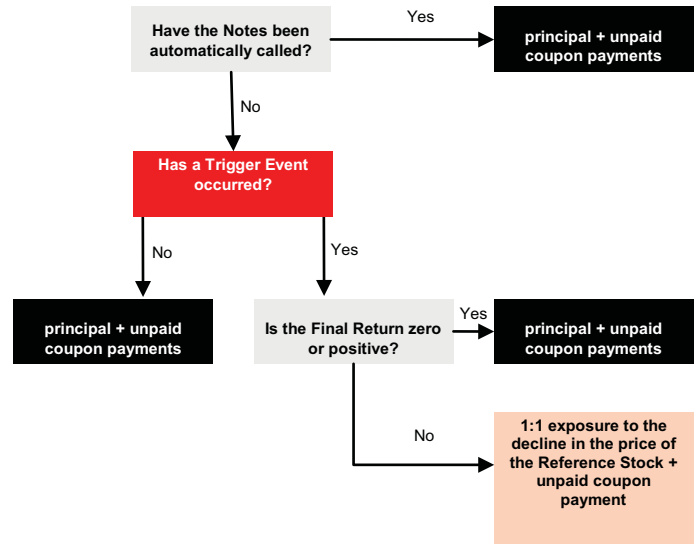 Have the Notes been
automatically called?
Yes
principal + unpaid
coupon payments
No
Has a Trigger Event
occurred?
No
Yes
principal + unpaid
coupon payments
Is the Final Return zero
or positive?
Yes
principal + unpaid
coupon payments
No
1:1 exposure to the
decline in the price of
the Reference Stock +
unpaid coupon
payment